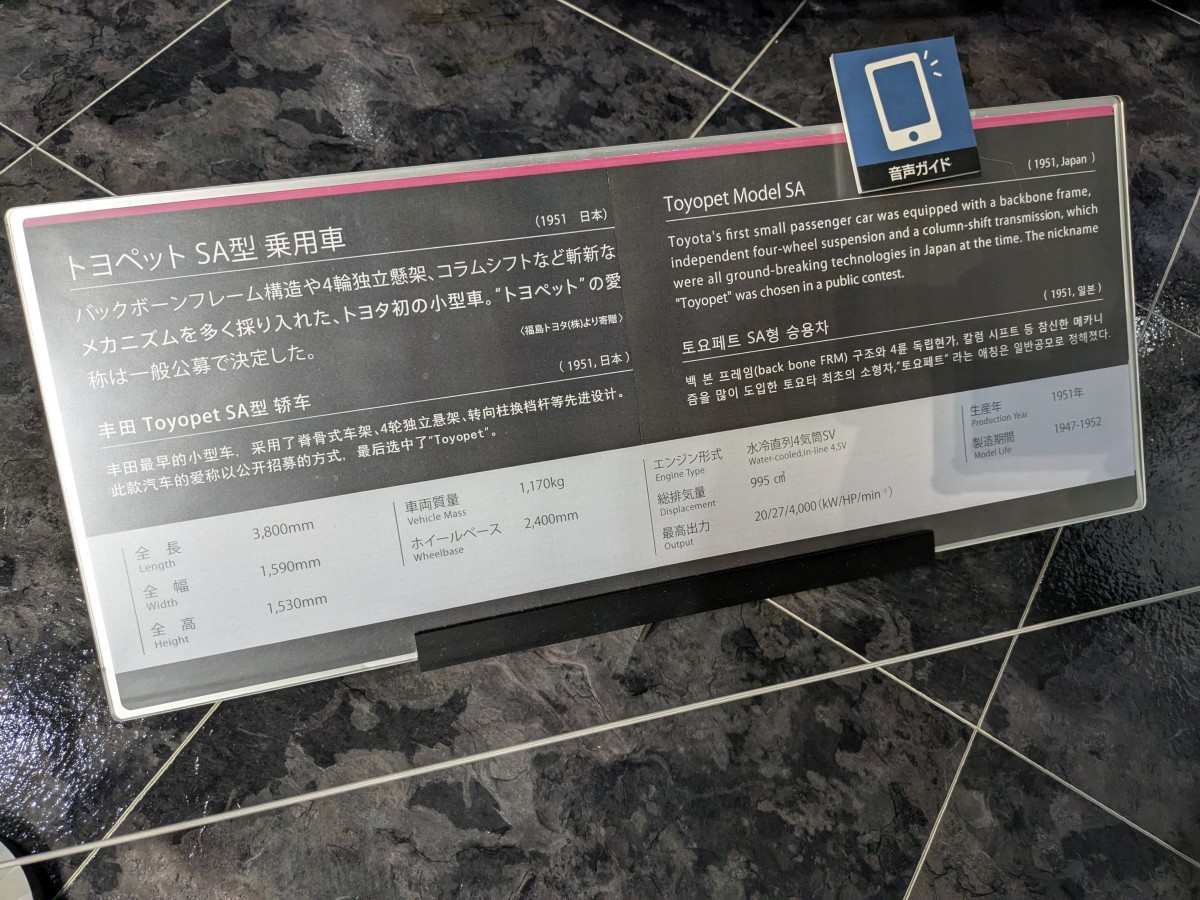 トヨペット SA型 乗用車
(1951 日本)
バックボーンフレーム構造や4輪独立懸架、コラムシフトなど斬新な
メカニズムを多く採り入れた、トヨタ初の小型車。“トヨペット”の愛
称は一般公募で決定した。
〈福島トヨタ(株)より寄贈〉
丰田 Toyopet SA型 轿车
(1951, 日本)
丰田最早的小型车，采用了脊骨式车架、4轮独立悬架、转向柱换档杆等先进设计。
此款汽车的爱称以公开招募的方式，最后选中了“Toyopet”。
音声ガイド
Toyopet Model SA
(1951, Japan)
Toyota's first small passenger car was equipped with a backbone frame,
independent four-wheel suspension and a column-shift transmission, which
were all ground-breaking technologies in Japan at the time. The nickname
"Toyopet" was chosen in a public contest.
토요페트 SA형 승용차
(1951, 일본)
백 본 프레임(back bone FRM) 구조와 4륜 독립현가, 칼럼 시프트 등 참신한 메카니
즘을 많이 도입한 토요타 최초의 소형차,“토요페트” 라는 애칭은 일반공모로 정해졌다.
全 長 3,800mm
Length
全 幅 1,590mm
Width
全 高 1,530mm
Height
車両質量 1,170kg
Vehicle Mass
ホイールベース 2,400mm
Wheelbase
エンジン形式 水冷直列4気筒SV
Engine Type Water-cooled,in-line 4,SV
総排気量 995 ㎤
Displacement
最高出力 20/27/4,000（kW/HP/min⁻¹）
Output
生産年 1951年
Production Year
製造期間 1947-1952
Model Life